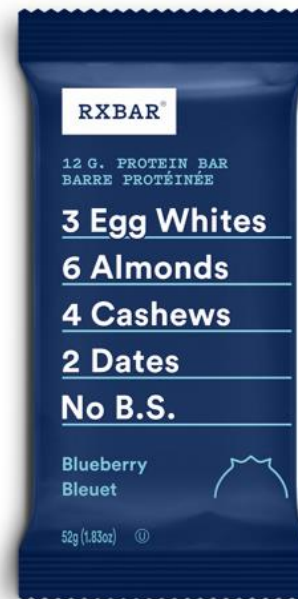 RXBAR®
12 G. PROTEIN BAR
BARRE PROTÉINÉE
3 Egg Whites
6 Almonds
4 Cashews
2 Dates
No B.S.
Blueberry
Bleuet
52g (1.83oz) Ⓤ